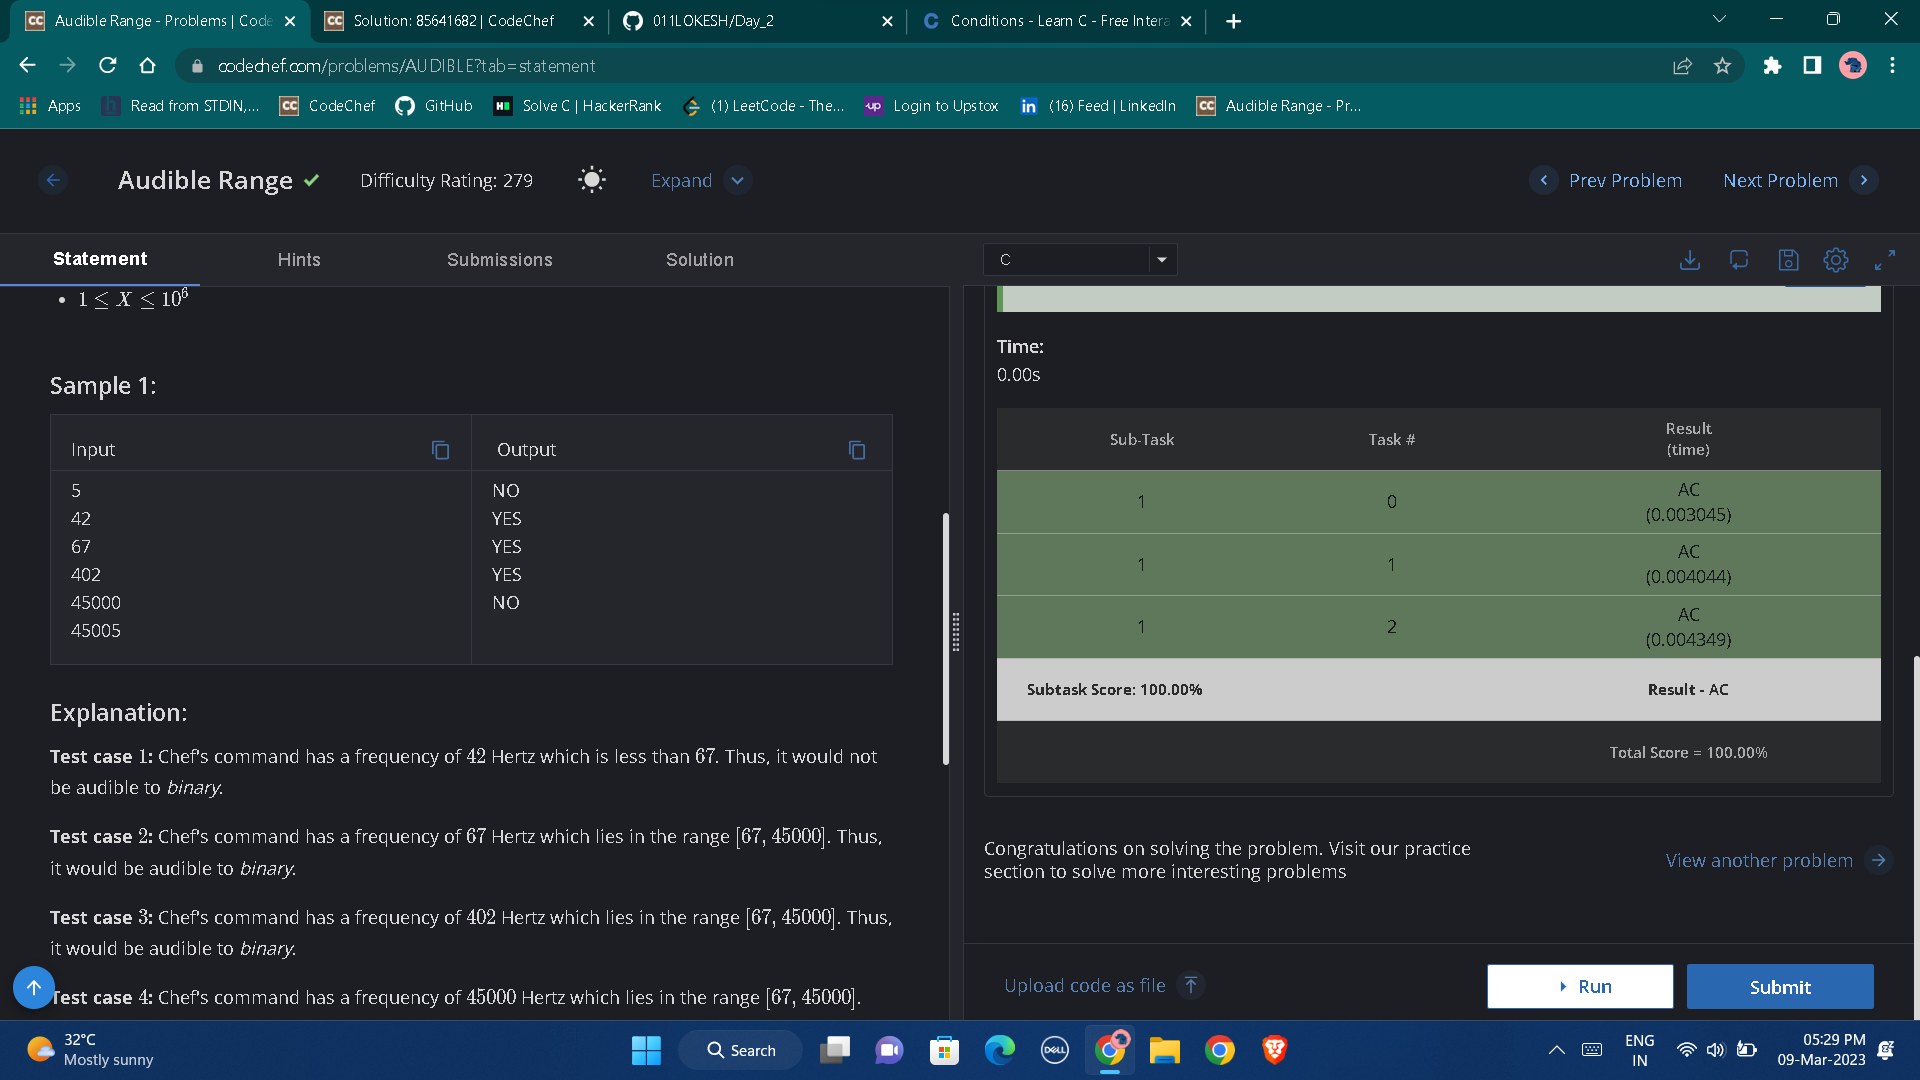 Audible Range - Problems | Code
Solution: 85641682 | CodeChef
011LOKESH/Day_2
Conditions - Learn C - Free Intera
codechef.com/problems/AUDIBLE?tab=statement
Apps
Read from STDIN,...
CodeChef
GitHub
Solve C | HackerRank
(1) LeetCode - The...
Login to Upstox
(16) Feed | LinkedIn
Audible Range - Pr...
Audible Range
Difficulty Rating: 279
Expand
Prev Problem
Next Problem
Statement
Hints
Submissions
Solution
C
• 1 ≤ X ≤ 10^6
Sample 1:
Input
Output
5
42
67
402
45000
45005
NO
YES
YES
YES
NO
Explanation:
Test case 1: Chef's command has a frequency of 42 Hertz which is less than 67. Thus, it would not
be audible to binary.
Test case 2: Chef's command has a frequency of 67 Hertz which lies in the range [67, 45000]. Thus,
it would be audible to binary.
Test case 3: Chef's command has a frequency of 402 Hertz which lies in the range [67, 45000]. Thus,
it would be audible to binary.
Test case 4: Chef's command has a frequency of 45000 Hertz which lies in the range [67, 45000].
Time:
0.00s
Sub-Task
Task #
Result
(time)
1
0
AC
(0.003045)
1
1
AC
(0.004044)
1
2
AC
(0.004349)
Subtask Score: 100.00%
Result - AC
Total Score = 100.00%
Congratulations on solving the problem. Visit our practice
section to solve more interesting problems
View another problem
Upload code as file
Run
Submit
32°C
Mostly sunny
Search
DELL
ENG
IN
05:29 PM
09-Mar-2023